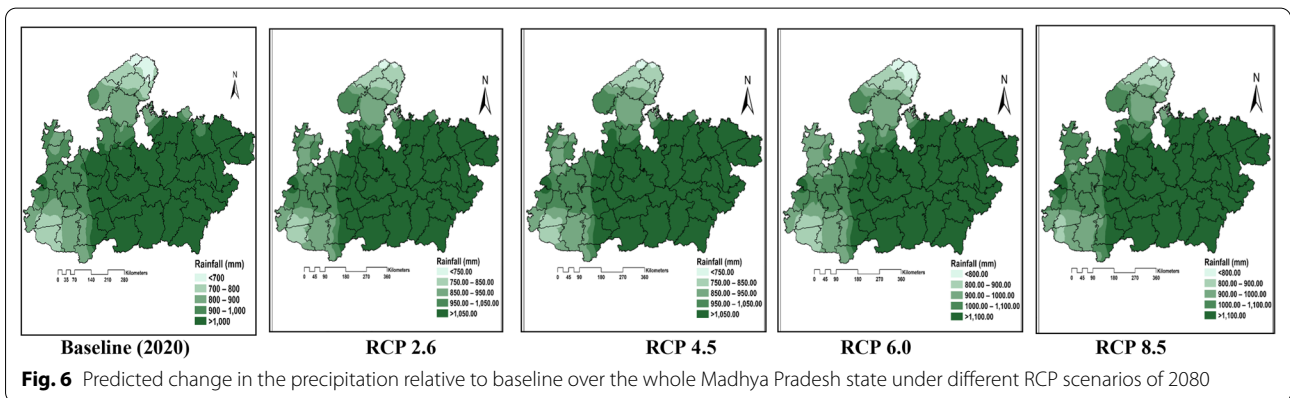 N
Kilometers
0 35 70 140 210 280
Rainfall (mm)
<700
700 – 800
800 – 900
900 – 1,000
>1,000
Baseline (2020)
N
Kilometers
0 45 90 180 270 360
Rainfall (mm)
<750.00
750.00 – 850.00
850.00 – 950.00
950.00 – 1,050.00
>1,050.00
RCP 2.6
N
Kilometers
0 45 90 180 270 360
Rainfall (mm)
<750.00
750.00 – 850.00
850.00 – 950.00
950.00 – 1,050.00
>1,050.00
RCP 4.5
N
Kilometers
0 45 90 180 270 360
Rainfall (mm)
<800.00
800.00 – 900.00
900.00 – 1000.00
1000.00 – 1,100.00
>1,100.00
RCP 6.0
N
Kilometers
0 45 90 180 270 360
Rainfall (mm)
<800.00
800.00 – 900.00
900.00 – 1000.00
1000.00 – 1,100.00
>1,100.00
RCP 8.5
Fig. 6 Predicted change in the precipitation relative to baseline over the whole Madhya Pradesh state under different RCP scenarios of 2080